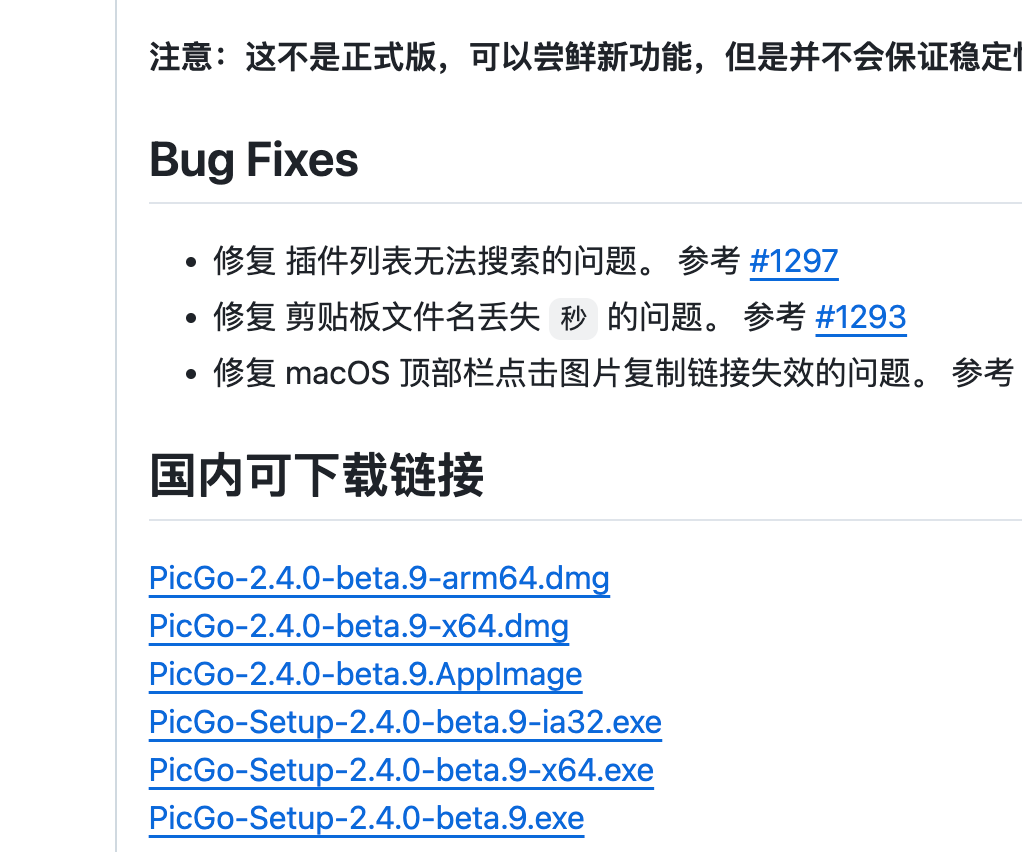 注意：这不是正式版，可以尝鲜新功能，但是并不会保证稳定
Bug Fixes
修复 插件列表无法搜索的问题。 参考 #1297
修复 剪贴板文件名丢失 秒 的问题。 参考 #1293
修复 macOS 顶部栏点击图片复制链接失效的问题。 参考
国内可下载链接
PicGo-2.4.0-beta.9-arm64.dmg
PicGo-2.4.0-beta.9-x64.dmg
PicGo-2.4.0-beta.9.AppImage
PicGo-Setup-2.4.0-beta.9-ia32.exe
PicGo-Setup-2.4.0-beta.9-x64.exe
PicGo-Setup-2.4.0-beta.9.exe